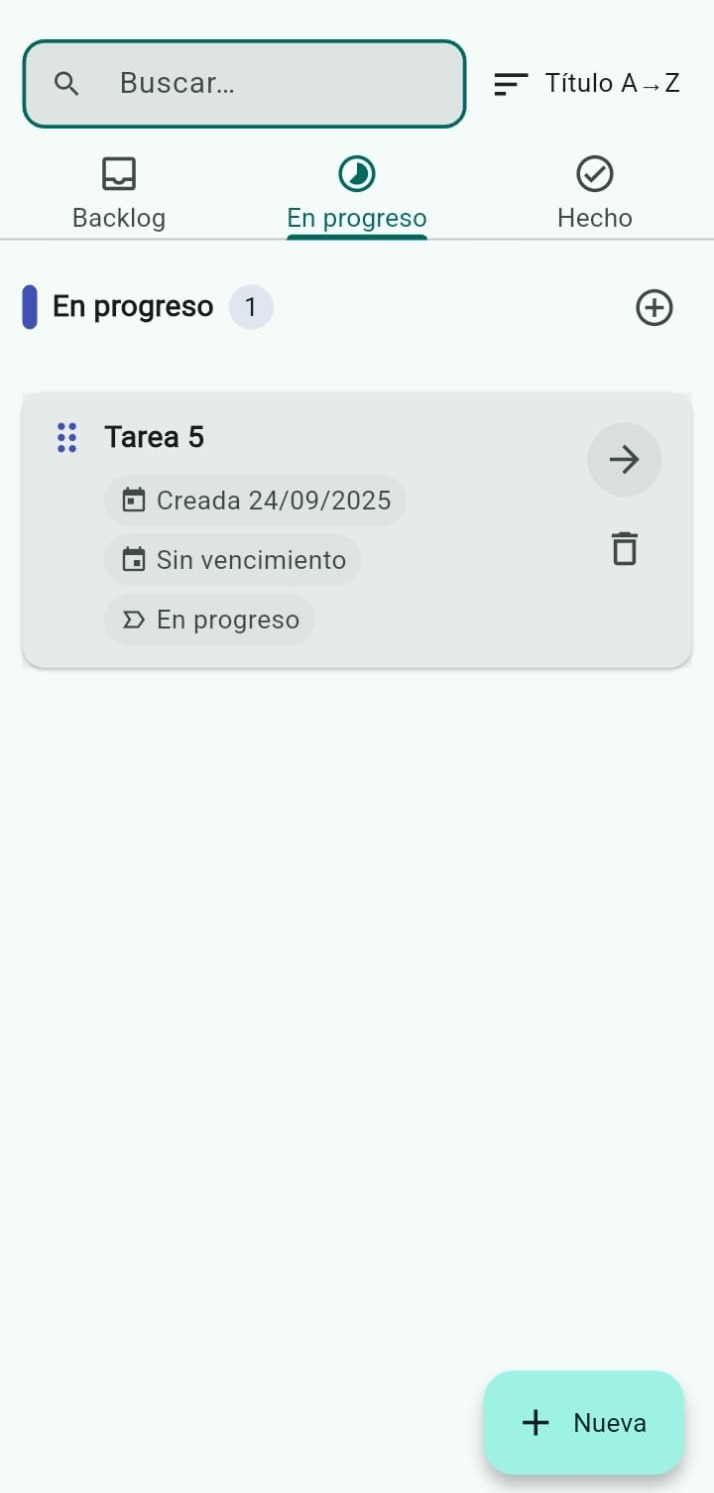 Buscar...
Título A→Z
Backlog
En progreso
Hecho
En progreso 1
Tarea 5
Creada 24/09/2025
Sin vencimiento
En progreso
Nueva